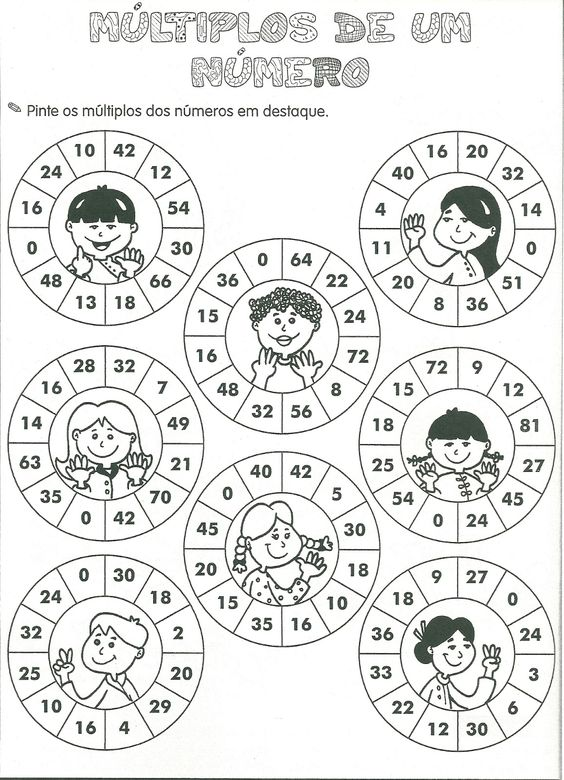 MÚLTIPLOS DE UM
NÚMERO
Pinte os múltiplos dos números em destaque.
10 42 12 54 30 66 18 13 48 0 16 24
16 20 32 14 0 51 36 8 20 11 4 40
0 64 22 24 72 8 56 32 48 16 15 36
28 32 7 49 21 70 42 0 35 63 14 16
72 9 12 81 27 45 24 0 54 25 18 15
40 42 5 30 18 10 16 35 15 20 45 0
0 30 18 2 20 29 4 16 10 25 32 24
9 27 0 24 3 6 30 12 22 33 36 18